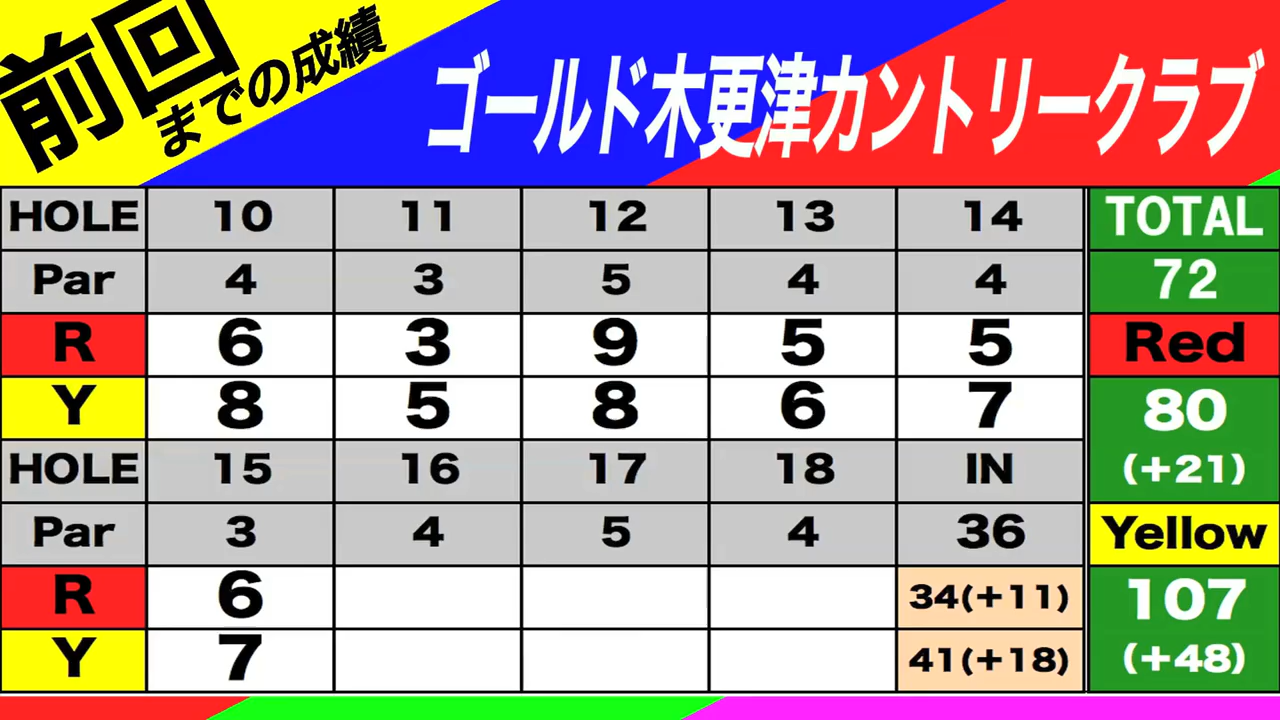 前回
までの成績
ゴールド木更津カントリークラブ
HOLE 10 11 12 13 14 TOTAL
Par 4 3 5 4 4 72
R 6 3 9 5 5 Red
Y 8 5 8 6 7 80
HOLE 15 16 17 18 IN (+21)
Par 3 4 5 4 36 Yellow
R 6 34(+11) 107
Y 7 41(+18) (+48)